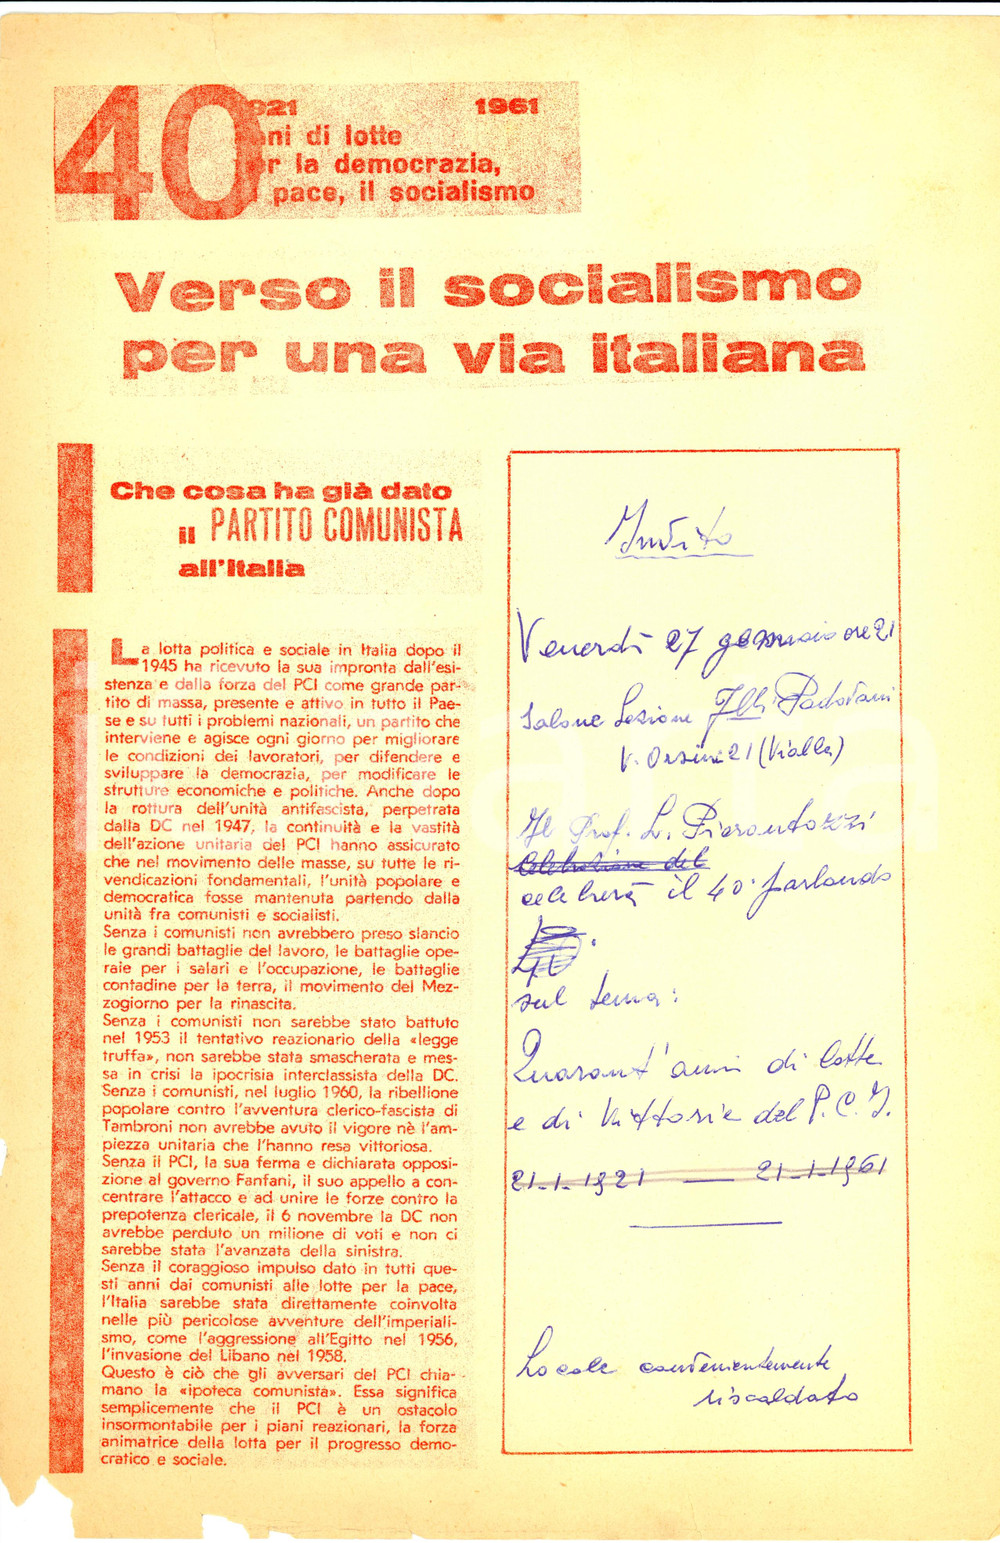 40 1921 1961
anni di lotte
per la democrazia,
la pace, il socialismo
Verso il socialismo
per una via italiana
Che cosa ha già dato
il PARTITO COMUNISTA
all'Italia
La lotta politica e sociale in Italia dopo il
1945 ha ricevuto la sua impronta dall'esi-
stenza e dalla forza del PCI come grande par-
tito di massa, presente e attivo in tutto il Pae-
se e su tutti i problemi nazionali, un partito che
interviene e agisce ogni giorno per migliorare
le condizioni dei lavoratori, per difendere e
sviluppare la democrazia, per modificare le
strutture economiche e politiche. Anche dopo
la rottura dell'unità antifascista, perpetrata
dalla DC nel 1947, la continuità e la vastità
dell'azione unitaria del PCI hanno assicurato
che nel movimento delle masse, su tutte le ri-
vendicazioni fondamentali, l'unità popolare e
democratica fosse mantenuta partendo dalla
unità fra comunisti e socialisti.
Senza i comunisti non avrebbero preso slancio
le grandi battaglie del lavoro, le battaglie ope-
raie per i salari e l'occupazione, le battaglie
contadine per la terra, il movimento del Mez-
zogiorno per la rinascita.
Senza i comunisti non sarebbe stato battuto
nel 1953 il tentativo reazionario della «legge
truffa», non sarebbe stata smascherata e mes-
sa in crisi la ipocrisia interclassista della DC.
Senza i comunisti, nel luglio 1960, la ribellione
popolare contro l'avventura clerico-fascista di
Tambroni non avrebbe avuto il vigore nè l'am-
piezza unitaria che l'hanno resa vittoriosa.
Senza il PCI, la sua ferma e dichiarata opposi-
zione al governo Fanfani, il suo appello a con-
centrare l'attacco e ad unire le forze contro la
prepotenza clericale, il 6 novembre la DC non
avrebbe perduto un milione di voti e non ci
sarebbe stata l'avanzata della sinistra.
Senza il coraggioso impulso dato in tutti que-
sti anni dai comunisti alle lotte per la pace,
l'Italia sarebbe stata direttamente coinvolta
nelle più pericolose avventure dell'imperiali-
smo, come l'aggressione all'Egitto nel 1956,
l'invasione del Libano nel 1958.
Questo è ciò che gli avversari del PCI chia-
mano la «ipoteca comunista». Essa significa
semplicemente che il PCI è un ostacolo
insormontabile per i piani reazionari, la forza
animatrice della lotta per il progresso demo-
cratico e sociale.
Invito
Venerdì 27 gennaio ore 21
Salone Sezione Flli Padovani
V. Orsini 21 (Vialla)
Il Prof. L. Pierantozzi
Celebrazione del
celebrerà il 40° parlando
sul tema:
Quarant'anni di lotte
e di Vittorie del P.C.I.
21-1-1921 — 21-1-1961
Locale convenientemente
riscaldato